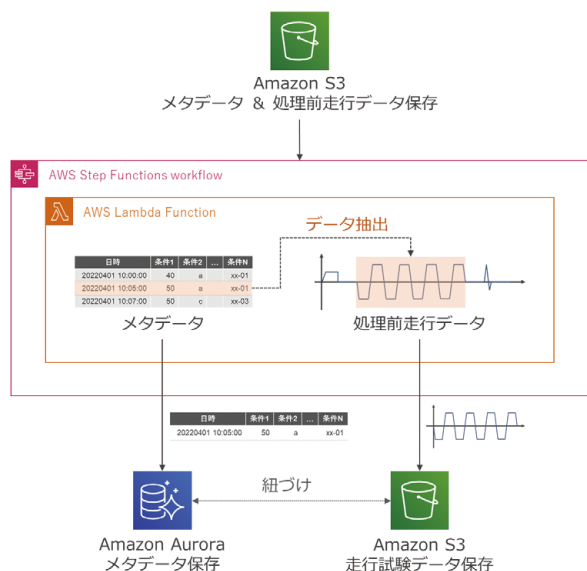 Amazon S3
メタデータ & 処理前走行データ保存
AWS Step Functions workflow
AWS Lambda Function
データ抽出
日時 条件1 条件2 ... 条件N
20220401 10:00:00 40 a xx-01
20220401 10:05:00 50 a xx-01
20220401 10:07:00 50 c xx-03
メタデータ
処理前走行データ
日時 条件1 条件2 ... 条件N
20220401 10:05:00 50 a xx-01
紐づけ
Amazon Aurora
メタデータ保存
Amazon S3
走行試験データ保存